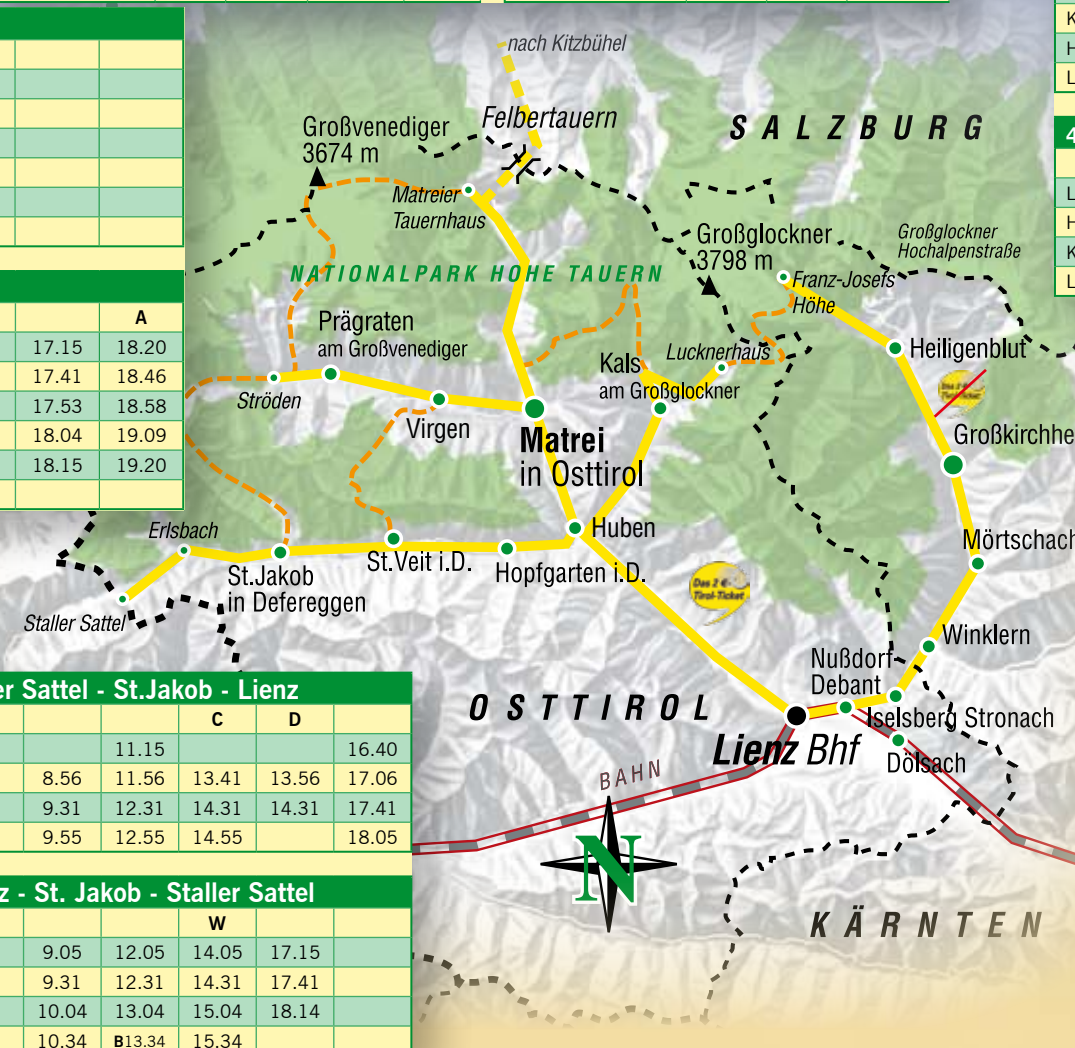 K
H
L
nach Kitzbühel
Felbertauern
SALZBURG
Großvenediger
3674 m
Matreier
Tauernhaus
4
L
H
K
L
Großglockner
3798 m
Großglockner
Hochalpenstraße
NATIONALPARK HOHE TAUERN
Franz-Josefs
Höhe
A
17.15 18.20
17.41 18.46
17.53 18.58
18.04 19.09
18.15 19.20
Prägraten
am Großvenediger
Lucknerhaus
Heiligenblut
Kals
am Großglockner
Ströden
Virgen
Matrei
in Osttirol
Großkirchhe
Huben
Erlsbach
Mörtschach
St.Veit i.D.
Hopfgarten i.D.
St.Jakob
in Defereggen
Das 2 €-
Tirol-Ticket
Staller Sattel
Winklern
Nußdorf-
Debant
Iselsberg Stronach
OSTTIROL
Lienz Bhf
Dölsach
BAHN
er Sattel - St.Jakob - Lienz
C D
11.15 16.40
8.56 11.56 13.41 13.56 17.06
9.31 12.31 14.31 14.31 17.41
9.55 12.55 14.55 18.05
N
z - St. Jakob - Staller Sattel
W
9.05 12.05 14.05 17.15
9.31 12.31 14.31 17.41
10.04 13.04 15.04 18.14
10.34 B13.34 15.34
KÄRNTEN